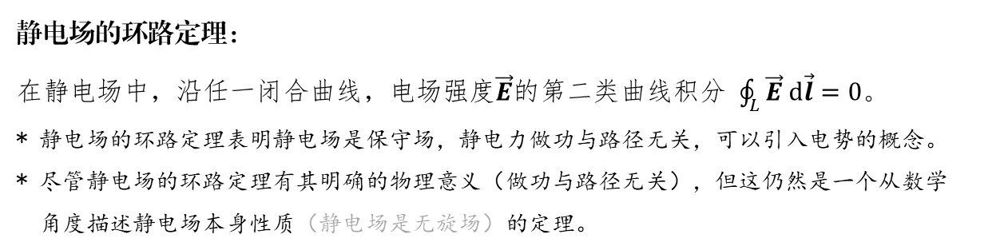 静电场的环路定理：
在静电场中，沿任一闭合曲线，电场强度$\vec{E}$的第二类曲线积分 $\oint_L \vec{E}\,\mathrm{d}\vec{l} = 0$。
* 静电场的环路定理表明静电场是保守场，静电力做功与路径无关，可以引入电势的概念。
* 尽管静电场的环路定理有其明确的物理意义（做功与路径无关），但这仍然是一个从数学
角度描述静电场本身性质（静电场是无旋场）的定理。